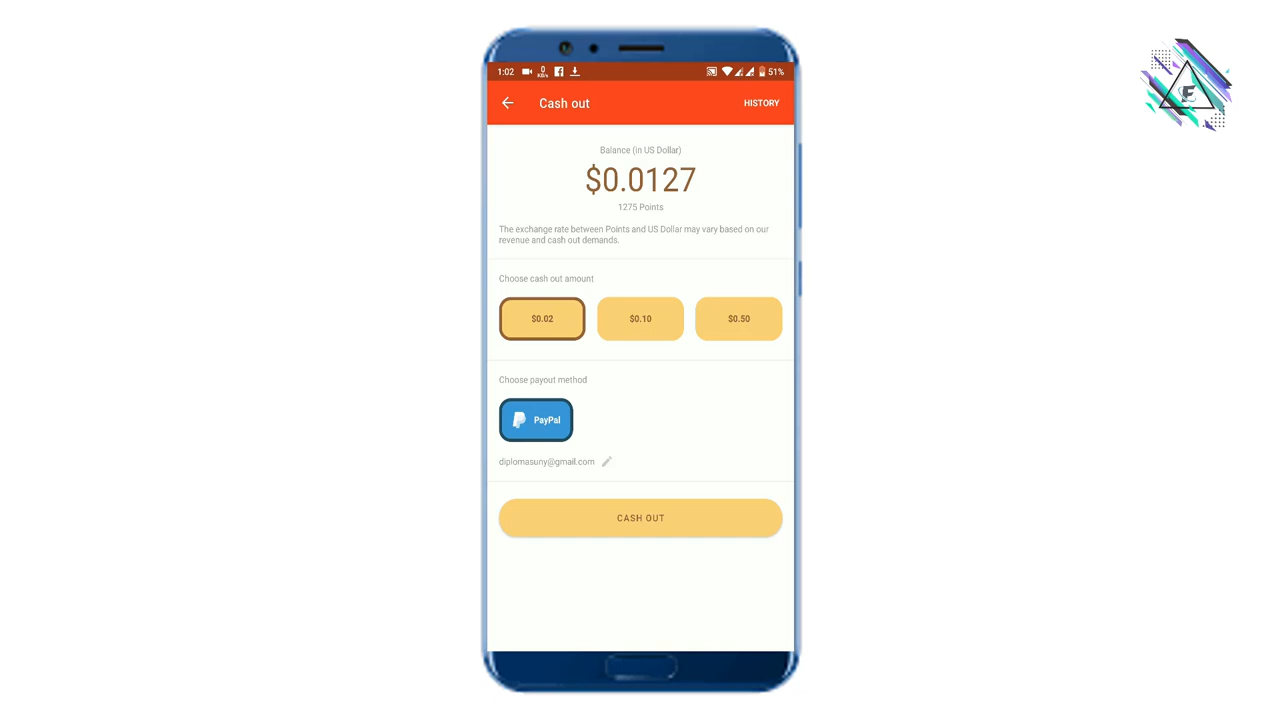 1:02 0 KB/s 51%
Cash out HISTORY
Balance (in US Dollar)
$0.0127
1275 Points
The exchange rate between Points and US Dollar may vary based on our
revenue and cash out demands.
Choose cash out amount
$0.02 $0.10 $0.50
Choose payout method
PayPal
diplomasuny@gmail.com
CASH OUT
E